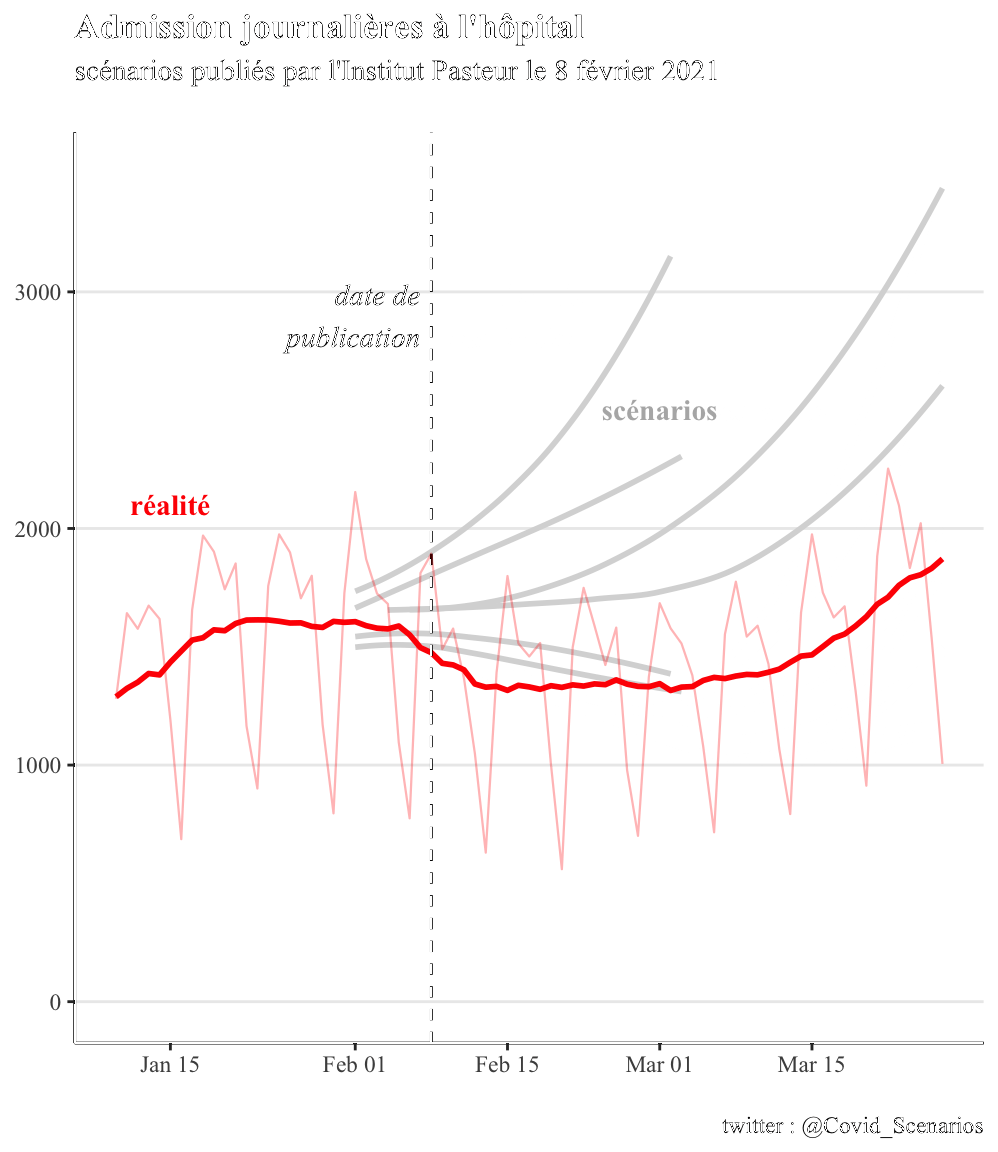 Admission journalières à l'hôpital
scénarios publiés par l'Institut Pasteur le 8 février 2021
3000
2000
1000
0
date de
publication
scénarios
réalité
Jan 15
Feb 01
Feb 15
Mar 01
Mar 15
twitter : @Covid_Scenarios